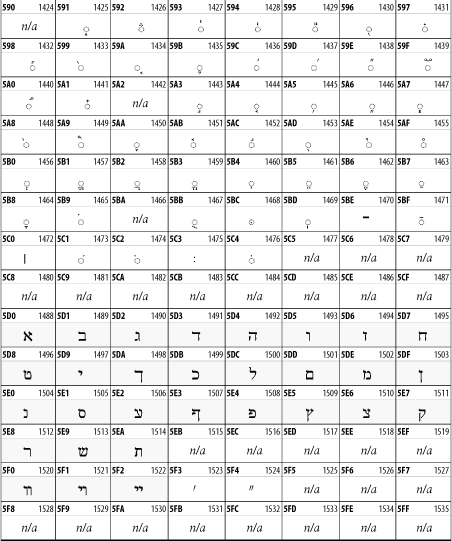 590 1424 591 1425 592 1426 593 1427 594 1428 595 1429 596 1430 597 1431
n/a ◌֑ ◌֒ ◌֓ ◌֔ ◌֕ ◌֖ ◌֗
598 1432 599 1433 59A 1434 59B 1435 59C 1436 59D 1437 59E 1438 59F 1439
◌֘ ◌֙ ◌֚ ◌֛ ◌֜ ◌֝ ◌֞ ◌֟
5A0 1440 5A1 1441 5A2 1442 5A3 1443 5A4 1444 5A5 1445 5A6 1446 5A7 1447
◌֠ ◌֡ n/a ◌֣ ◌֤ ◌֥ ◌֦ ◌֧
5A8 1448 5A9 1449 5AA 1450 5AB 1451 5AC 1452 5AD 1453 5AE 1454 5AF 1455
◌֨ ◌֩ ◌֪ ◌֫ ◌֬ ◌֭ ◌֮ ◌֯
5B0 1456 5B1 1457 5B2 1458 5B3 1459 5B4 1460 5B5 1461 5B6 1462 5B7 1463
◌ְ ◌ֱ ◌ֲ ◌ֳ ◌ִ ◌ֵ ◌ֶ ◌ַ
5B8 1464 5B9 1465 5BA 1466 5BB 1467 5BC 1468 5BD 1469 5BE 1470 5BF 1471
◌ָ ◌ֹ n/a ◌ֻ ◌ּ ◌ֽ ־ ◌ֿ
5C0 1472 5C1 1473 5C2 1474 5C3 1475 5C4 1476 5C5 1477 5C6 1478 5C7 1479
׀ ◌ׁ ◌ׂ ׃ ◌ׄ n/a n/a n/a
5C8 1480 5C9 1481 5CA 1482 5CB 1483 5CC 1484 5CD 1485 5CE 1486 5CF 1487
n/a n/a n/a n/a n/a n/a n/a n/a
5D0 1488 5D1 1489 5D2 1490 5D3 1491 5D4 1492 5D5 1493 5D6 1494 5D7 1495
א ב ג ד ה ו ז ח
5D8 1496 5D9 1497 5DA 1498 5DB 1499 5DC 1500 5DD 1501 5DE 1502 5DF 1503
ט י ך כ ל ם מ ן
5E0 1504 5E1 1505 5E2 1506 5E3 1507 5E4 1508 5E5 1509 5E6 1510 5E7 1511
נ ס ע ף פ ץ צ ק
5E8 1512 5E9 1513 5EA 1514 5EB 1515 5EC 1516 5ED 1517 5EE 1518 5EF 1519
ר ש ת n/a n/a n/a n/a n/a
5F0 1520 5F1 1521 5F2 1522 5F3 1523 5F4 1524 5F5 1525 5F6 1526 5F7 1527
װ ױ ײ ׳ ״ n/a n/a n/a
5F8 1528 5F9 1529 5FA 1530 5FB 1531 5FC 1532 5FD 1533 5FE 1534 5FF 1535
n/a n/a n/a n/a n/a n/a n/a n/a